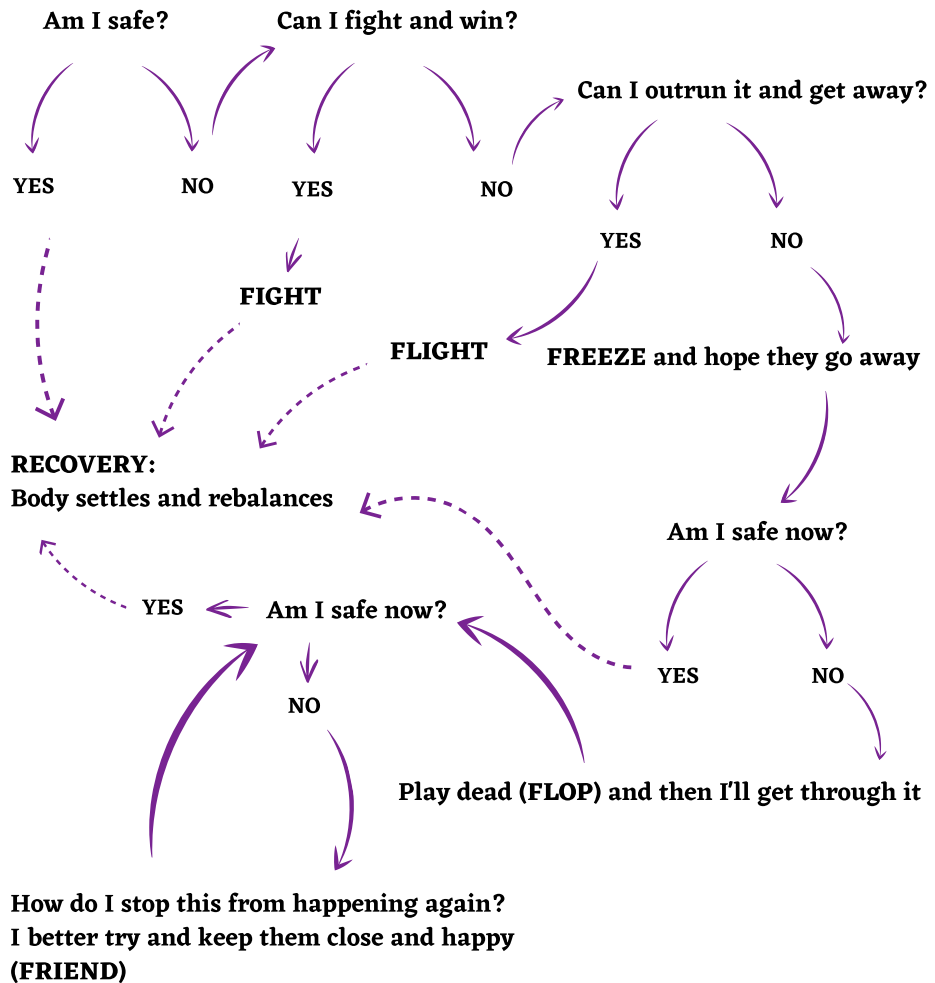 Am I safe?
Can I fight and win?
Can I outrun it and get away?
YES
NO
YES
NO
YES
NO
FIGHT
FLIGHT
FREEZE and hope they go away
RECOVERY:
Body settles and rebalances
Am I safe now?
YES
Am I safe now?
YES
NO
NO
Play dead (FLOP) and then I'll get through it
How do I stop this from happening again?
I better try and keep them close and happy
(FRIEND)